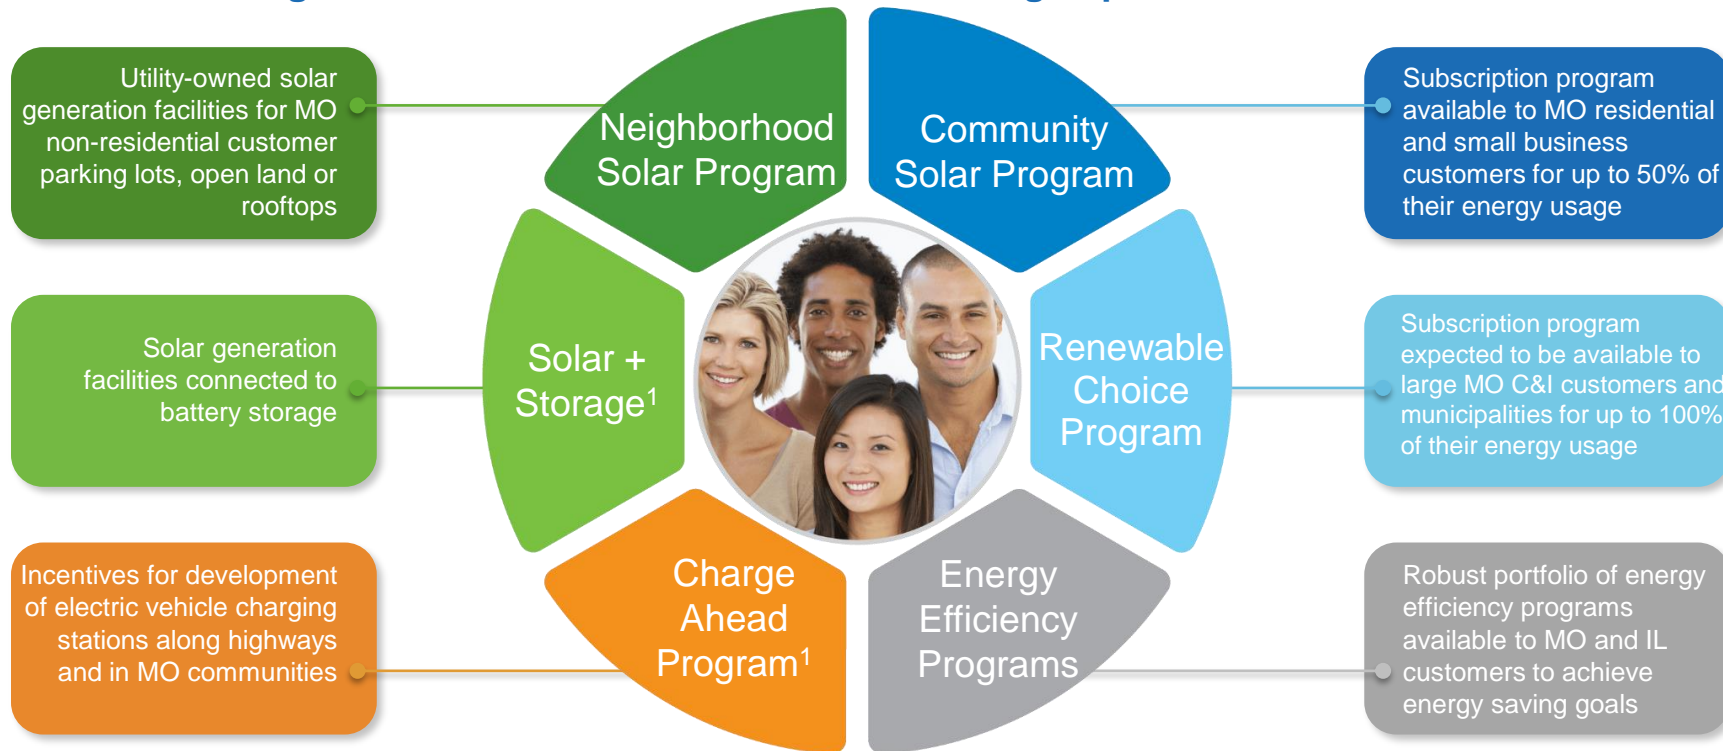 Utility-owned solar
generation facilities for MO
non-residential customer
parking lots, open land or
rooftops
Neighborhood
Solar Program
Community
Solar Program
Subscription program
available to MO residential
and small business
customers for up to 50% of
their energy usage
Solar generation
facilities connected to
battery storage
Solar +
Storage¹
Renewable
Choice
Program
Subscription program
expected to be available to
large MO C&I customers and
municipalities for up to 100%
of their energy usage
Incentives for development
of electric vehicle charging
stations along highways
and in MO communities
Charge
Ahead
Program¹
Energy
Efficiency
Programs
Robust portfolio of energy
efficiency programs
available to MO and IL
customers to achieve
energy saving goals